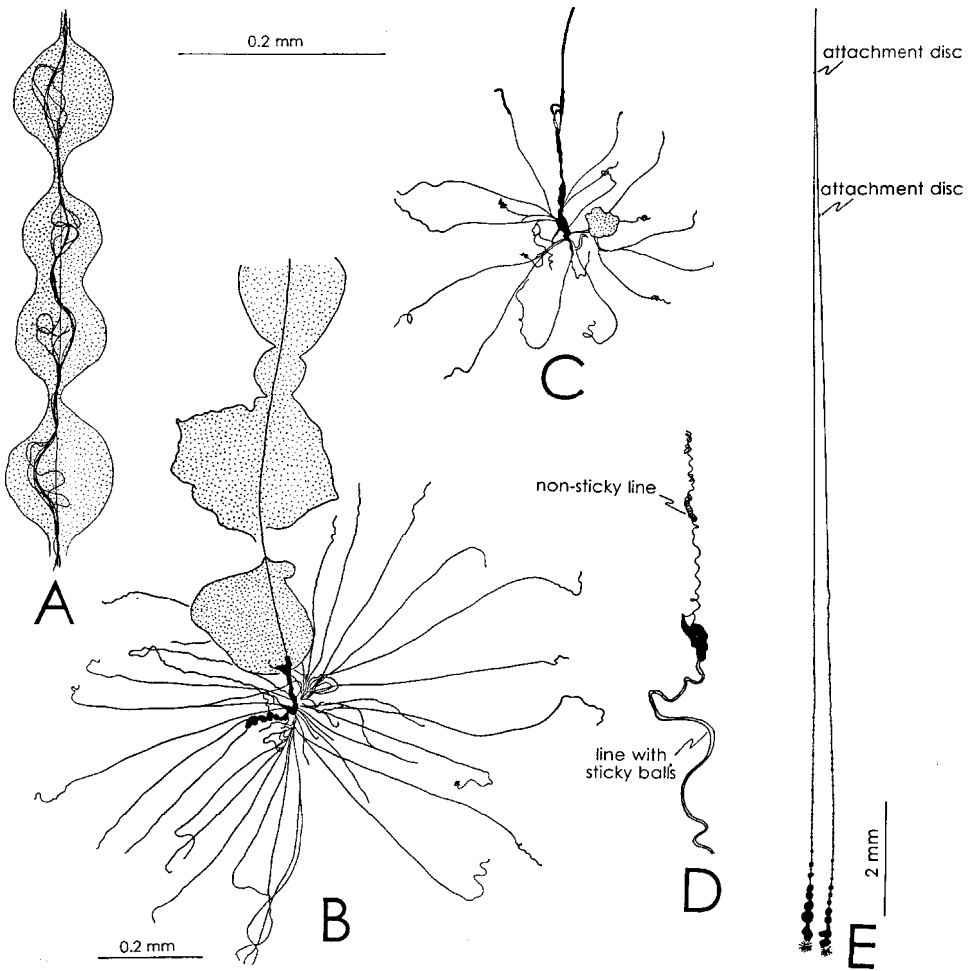 0.2 mm
attachment disc
attachment disc
A
C
non-sticky line
line with
sticky balls
D
2 mm
B
0.2 mm
E